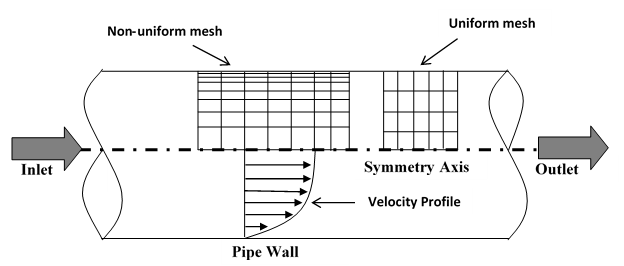 Non-uniform mesh
Uniform mesh
Inlet
Symmetry Axis
Outlet
Velocity Profile
Pipe Wall